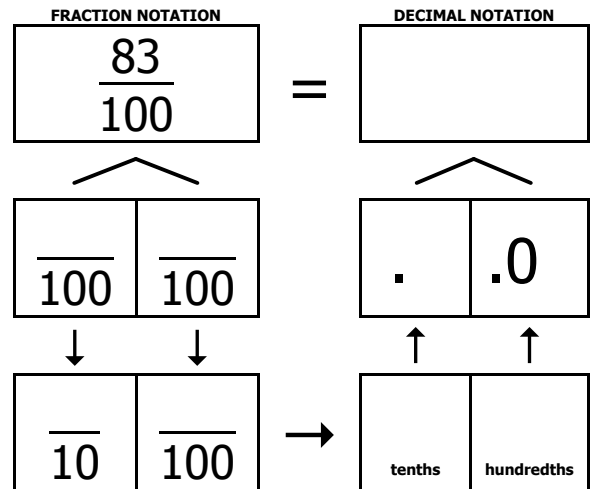 FRACTION NOTATION DECIMAL NOTATION
83
100
=
100 100 . .0
10 100 tenths hundredths